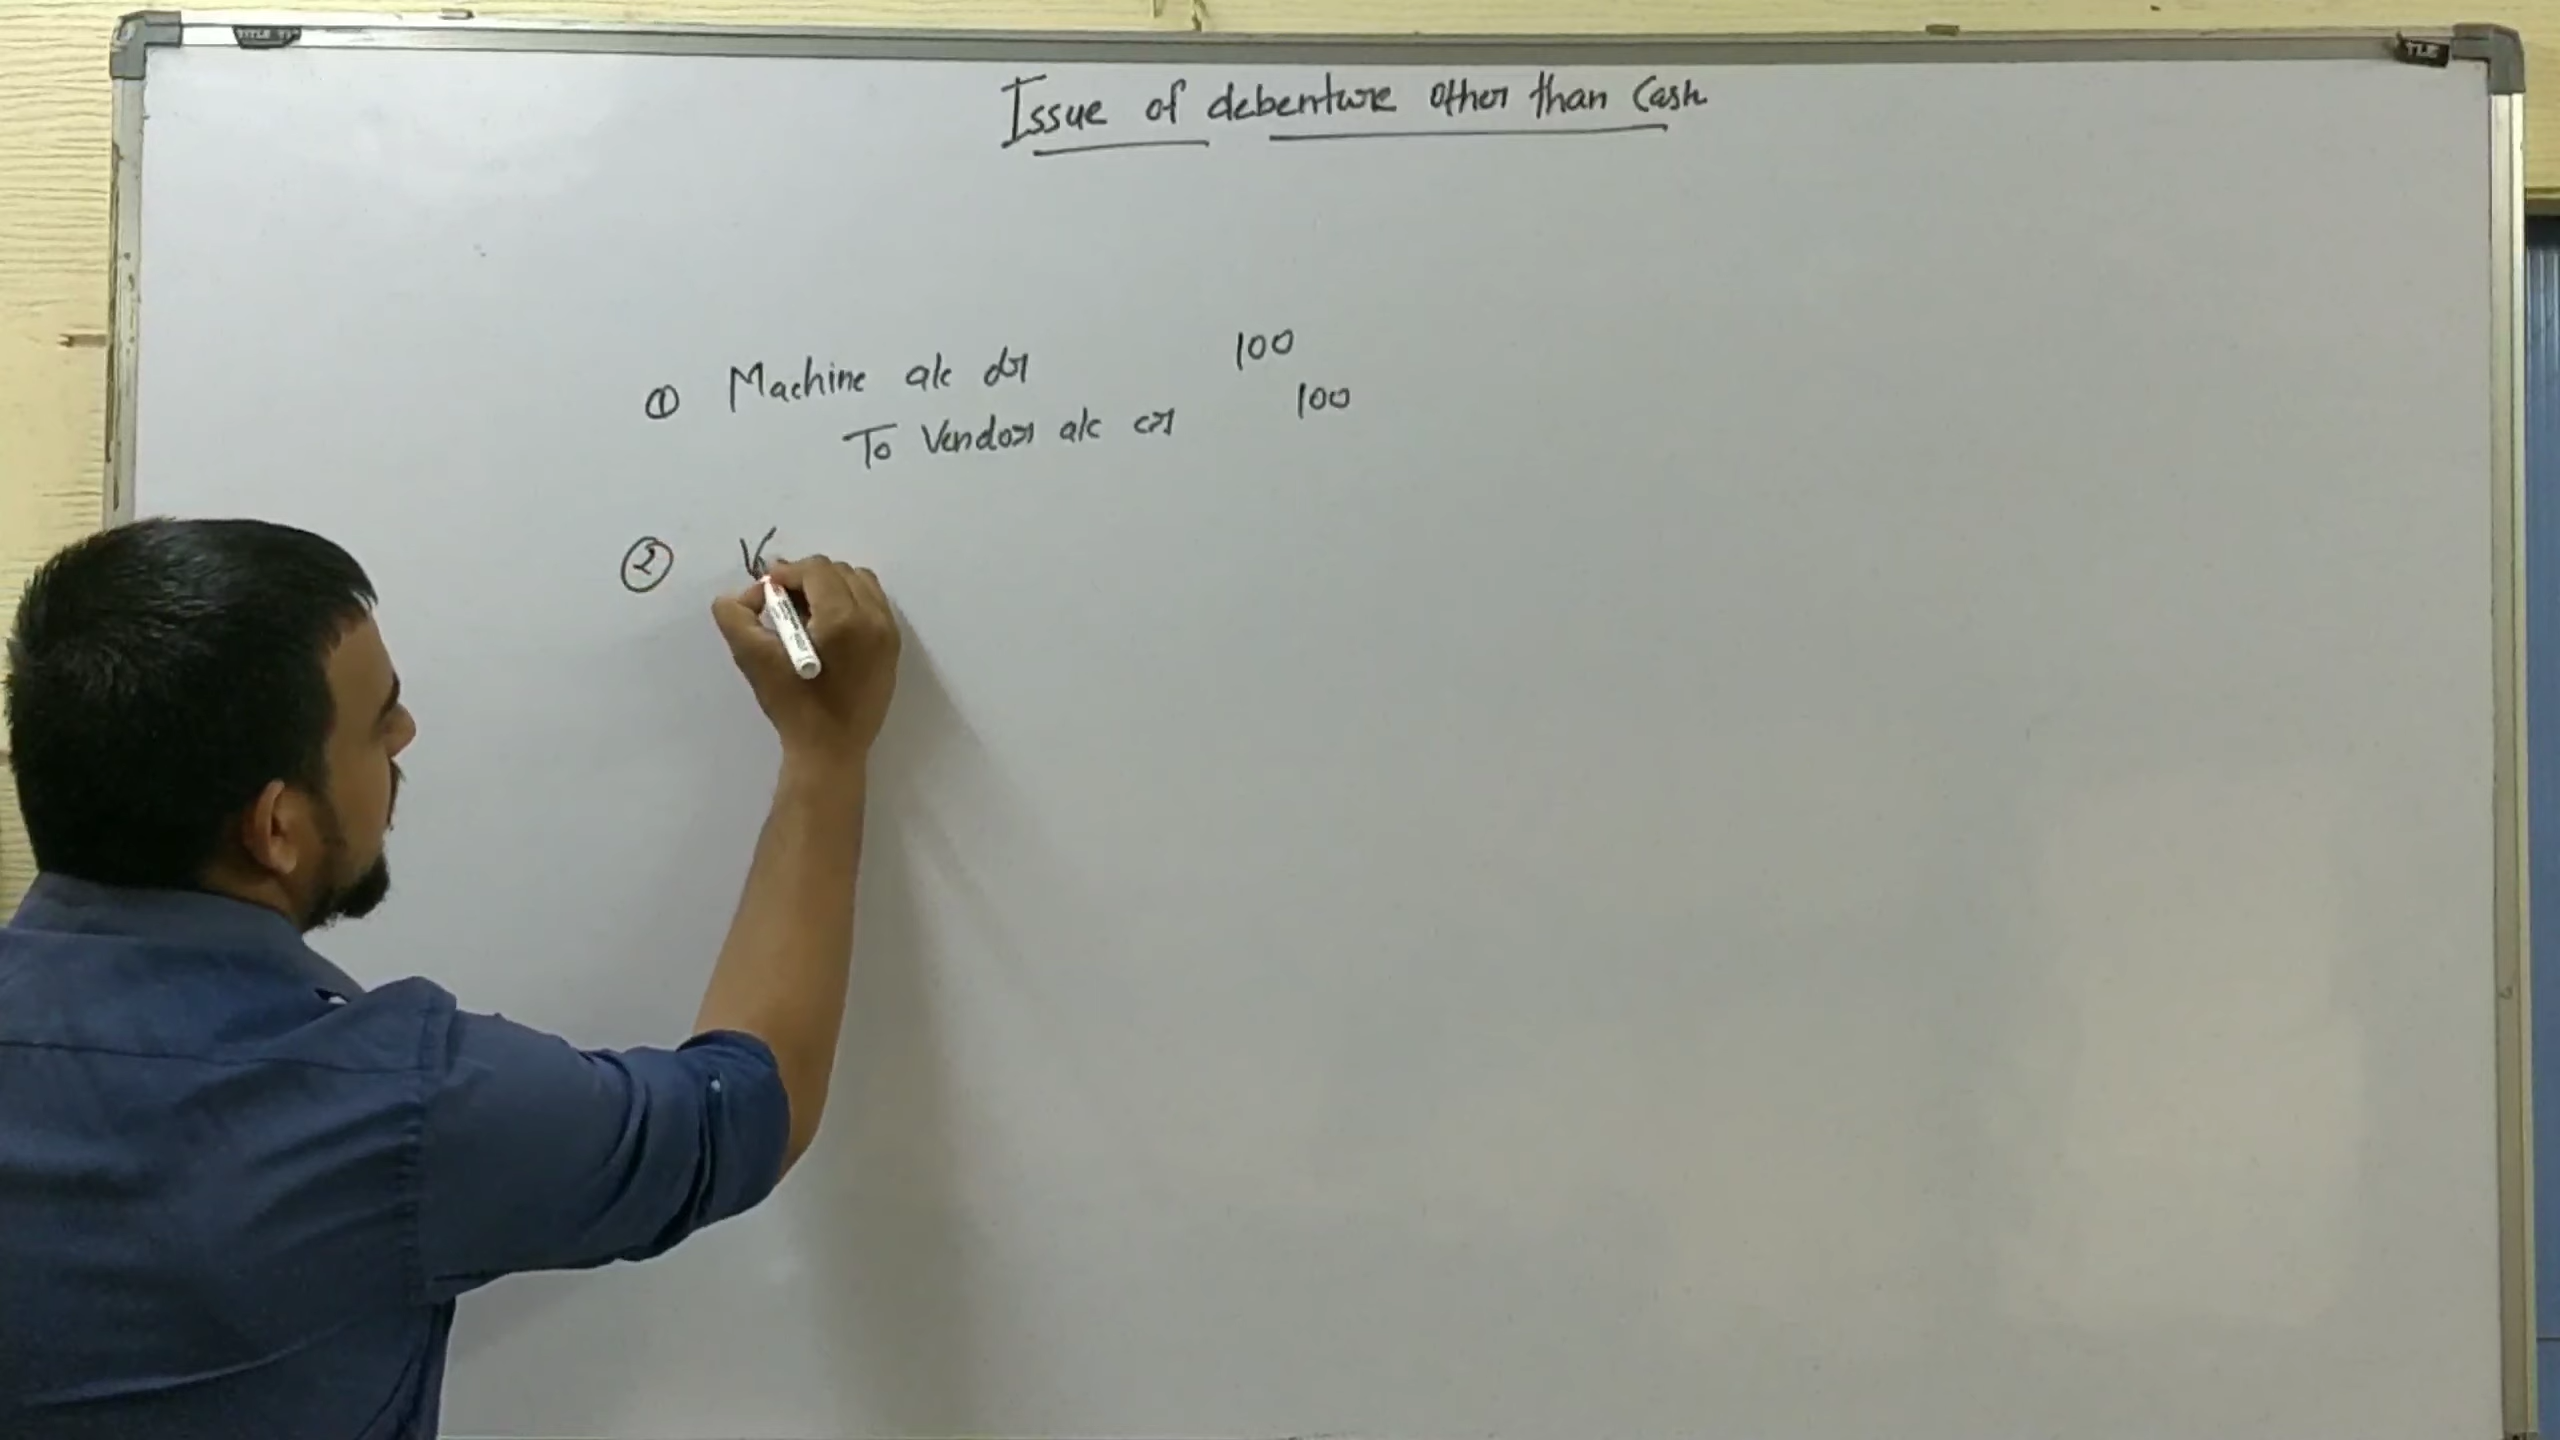 Issue of debenture other than Cash
① Machine a/c dr 100
To Vendor a/c cr 100
② V